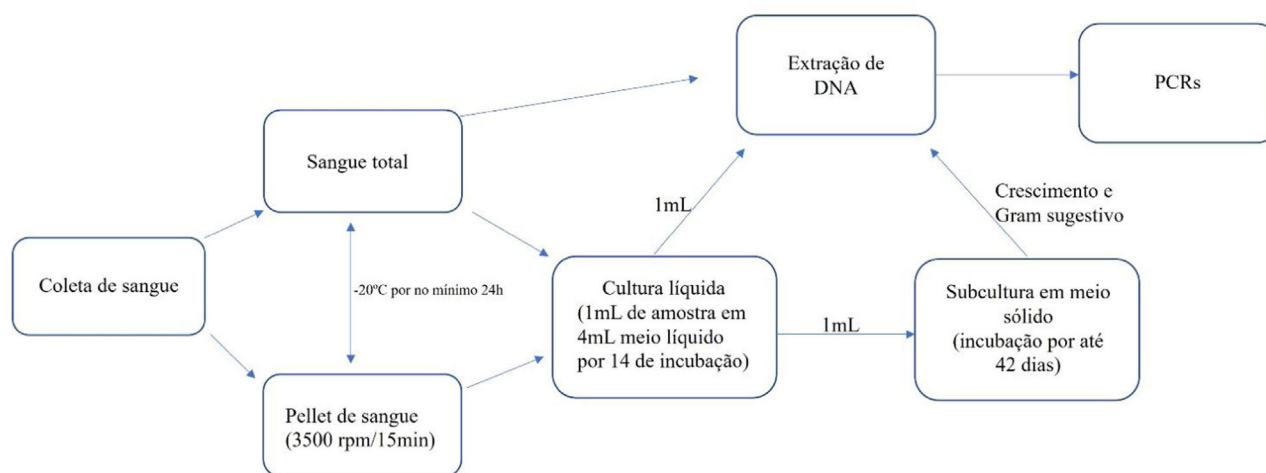 Extração de
DNA
PCRs
Sangue total
1mL
Crescimento e
Gram sugestivo
Coleta de sangue
-20ºC por no mínimo 24h
Cultura líquida
(1mL de amostra em
4mL meio líquido
por 14 de incubação)
1mL
Subcultura em meio
sólido
(incubação por até
42 dias)
Pellet de sangue
(3500 rpm/15min)